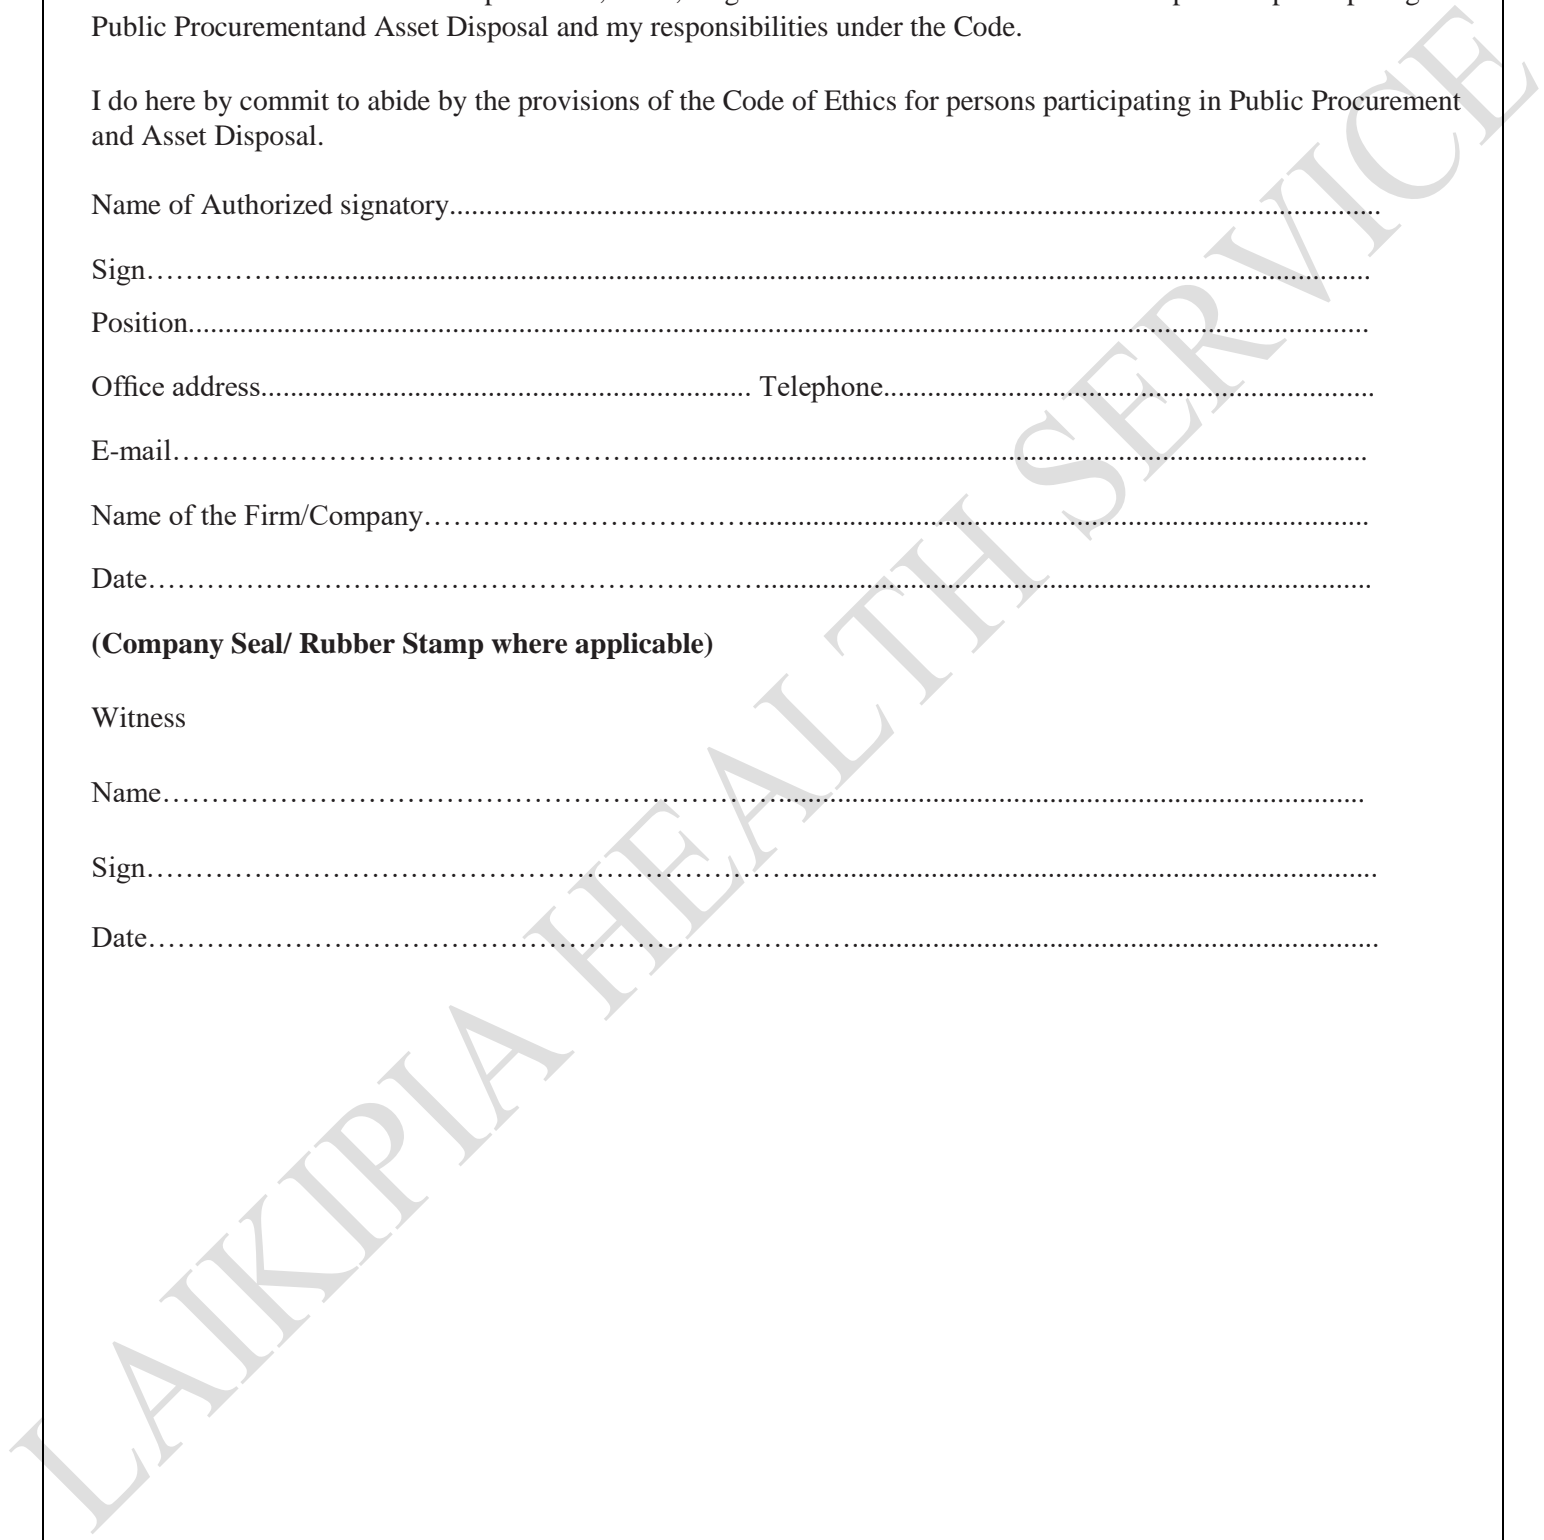 Public Procurementand Asset Disposal and my responsibilities under the Code.
I do here by commit to abide by the provisions of the Code of Ethics for persons participating in Public Procurement
and Asset Disposal.
Name of Authorized signatory....................................................................................................................................
Sign……………....................................................................................................................................................
Position................................................................................................................................................................
Office address.................................................................. Telephone..................................................................
E-mail………………………………………………………..........................................................................................
Name of the Firm/Company…………………………………....................................................................................
Date…………………………………………………………………..................................................................................
(Company Seal/ Rubber Stamp where applicable)
Witness
Name…………………………………………………………………...............................................................................
Sign……………………………………………………………………...............................................................................
Date…………………………………………………………………………….......................................................................
LAIKIPIA HEALTH SERVICE